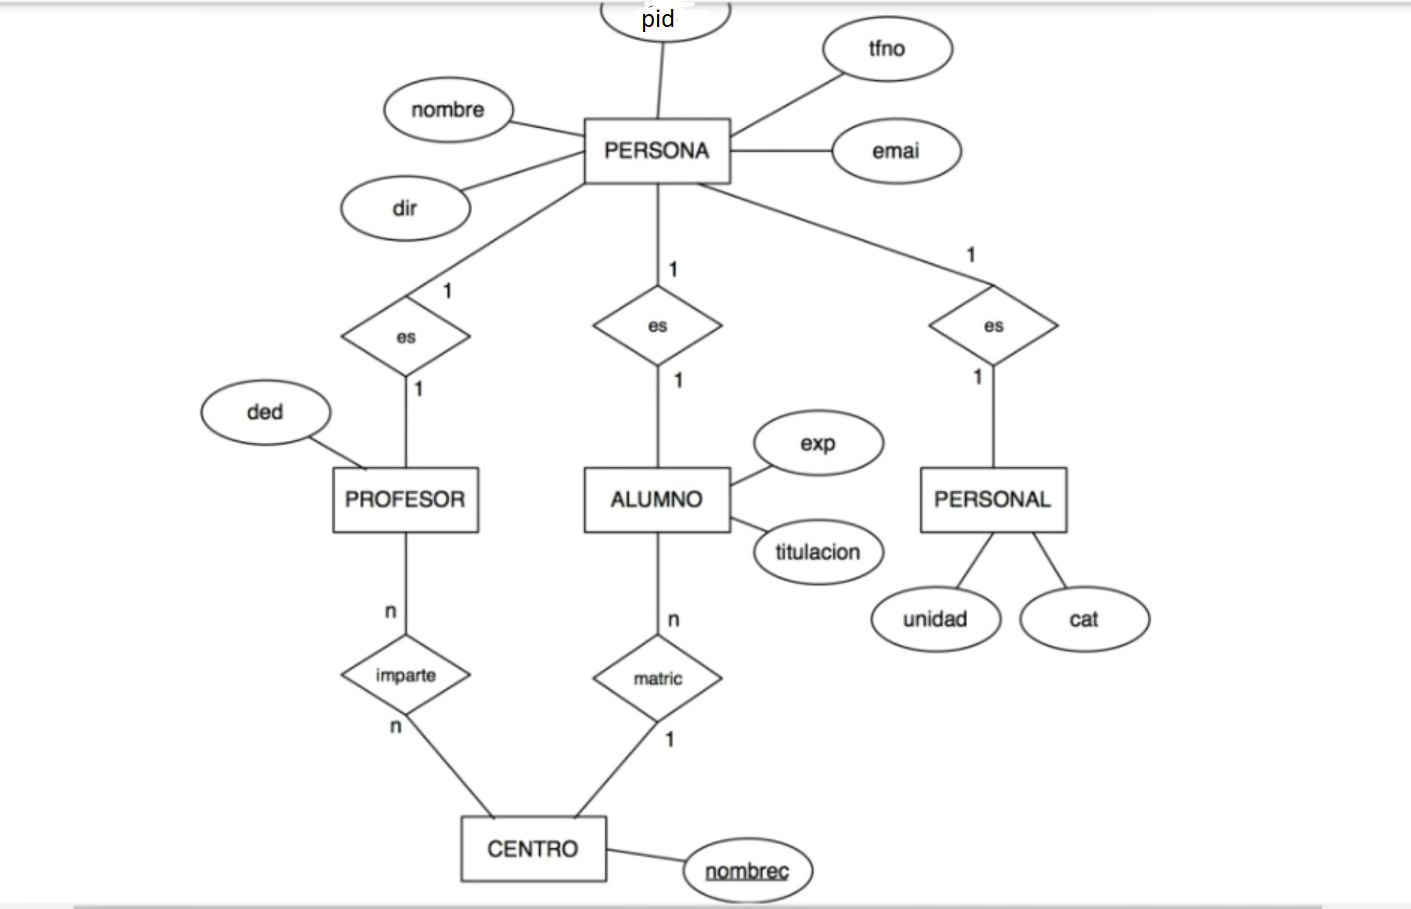 pid
tfno
nombre
PERSONA
emai
dir
1
1
1
es
es
es
1
1
1
ded
exp
PROFESOR
ALUMNO
PERSONAL
titulacion
unidad
cat
n
n
imparte
matric
n
1
CENTRO
nombrec